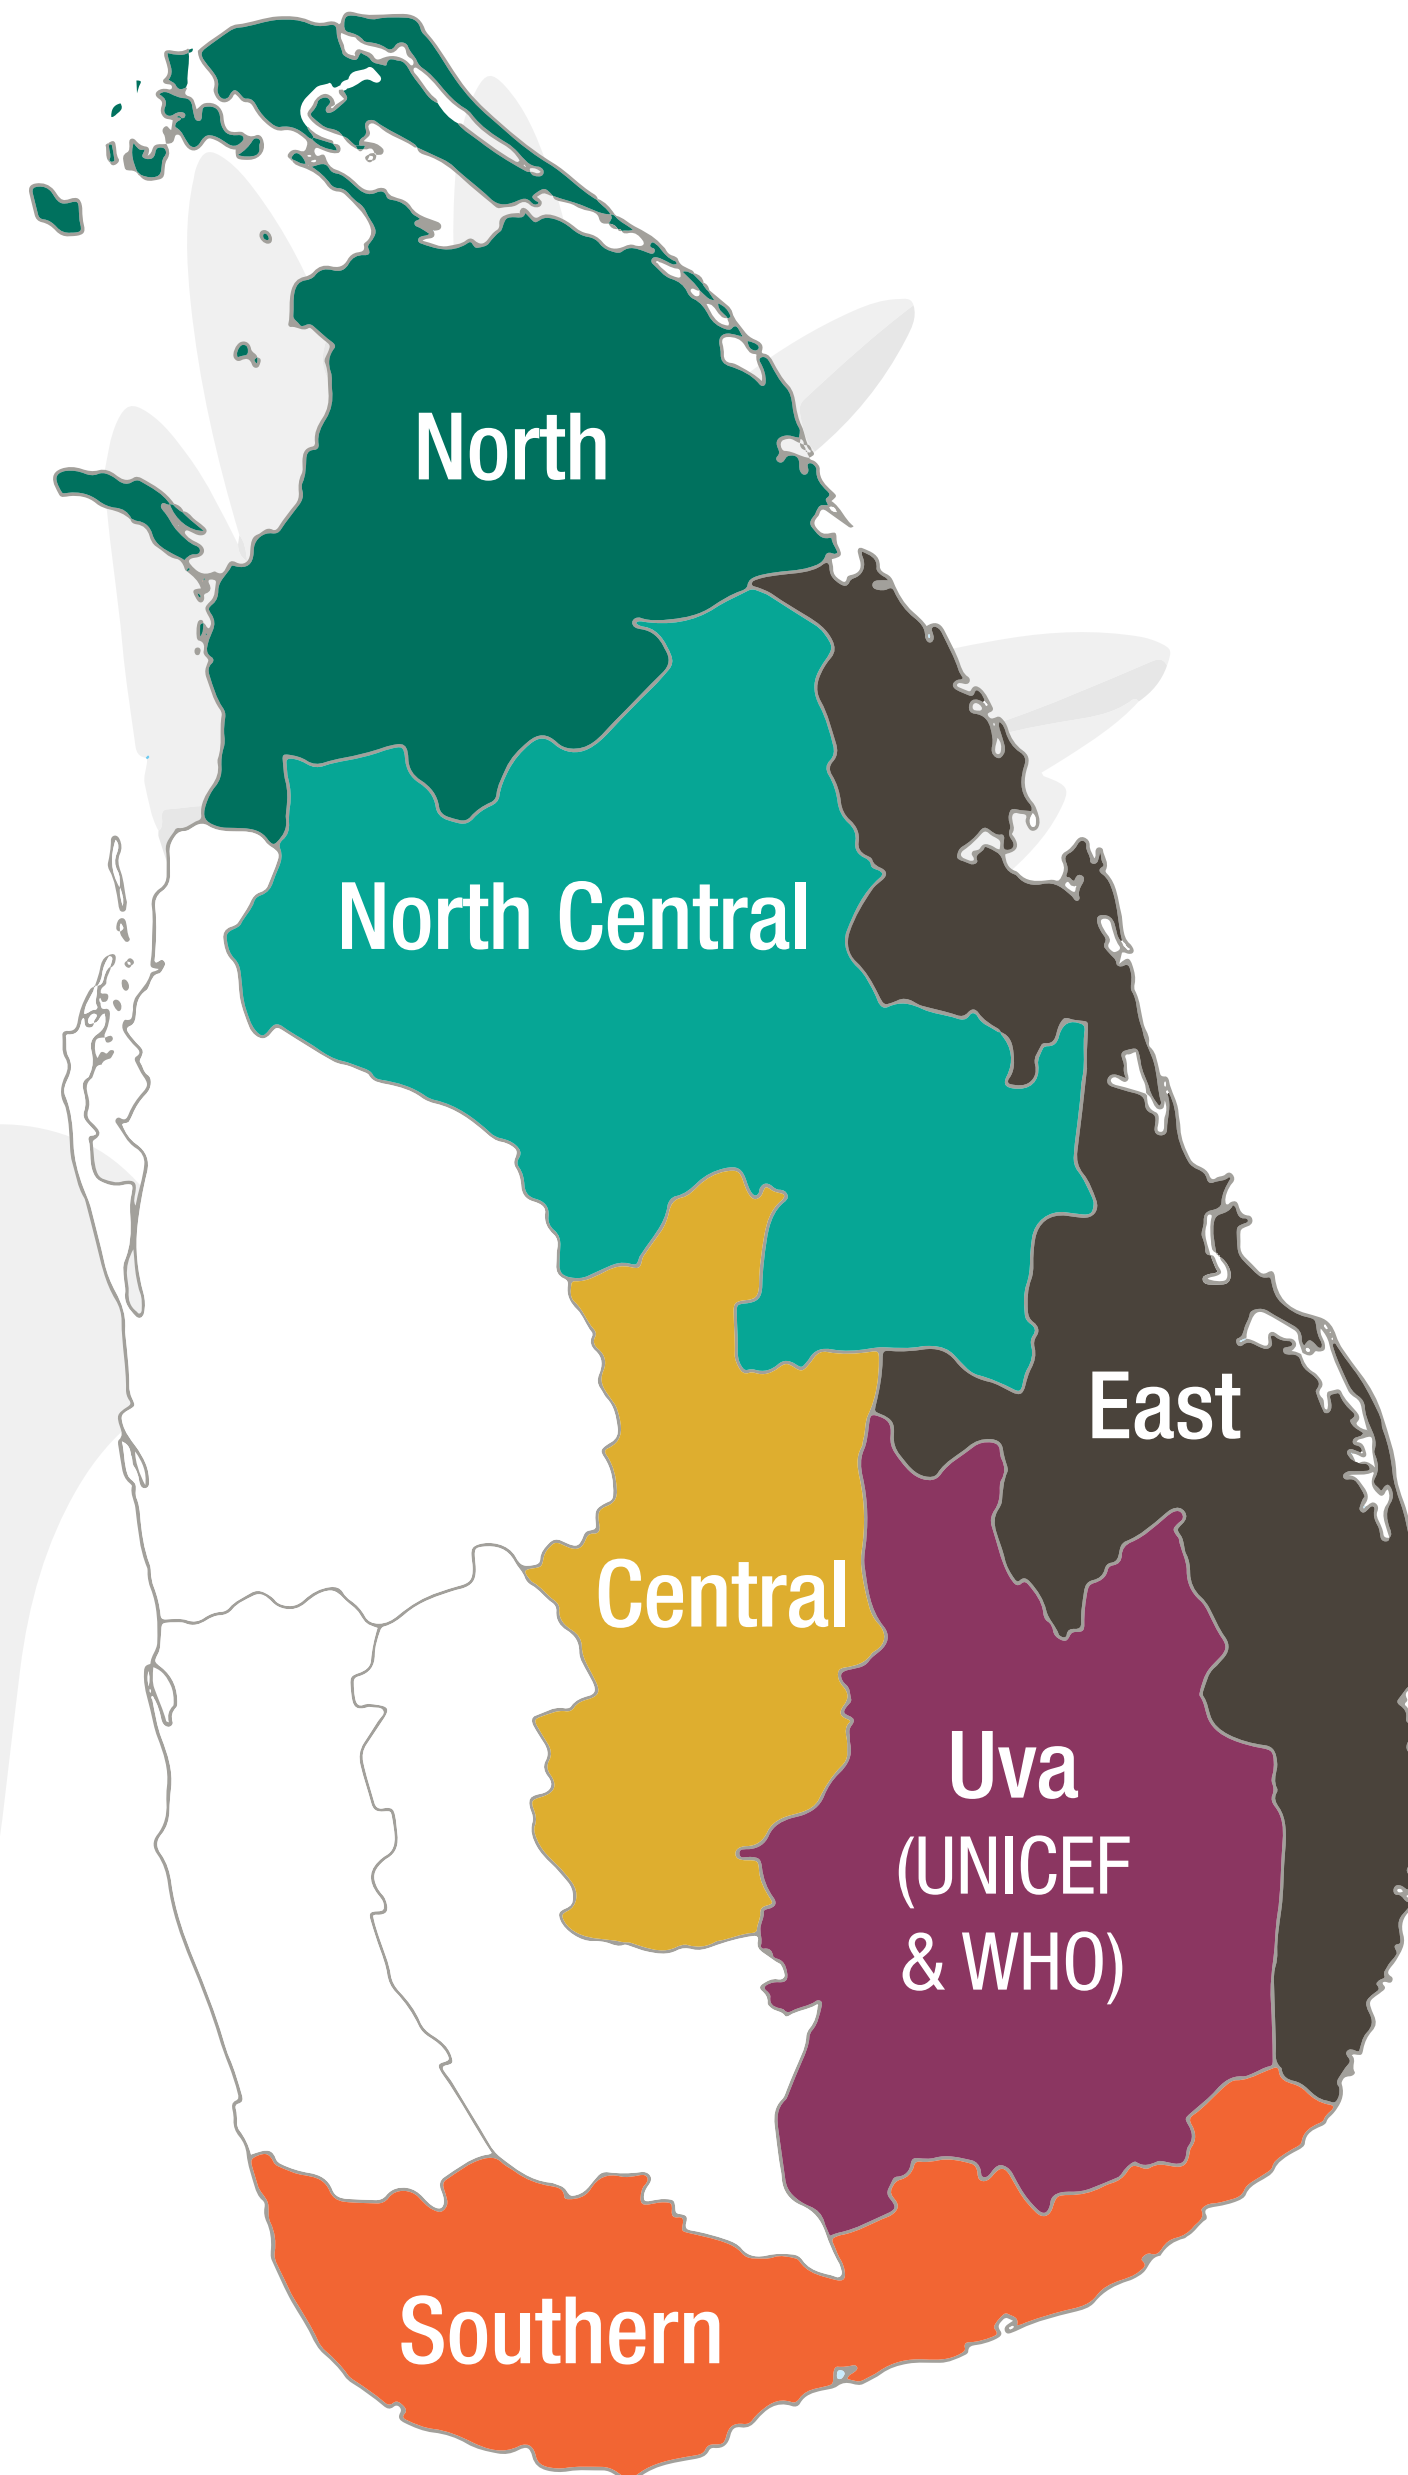 North
North Central
East
Central
Uva
(UNICEF
& WHO)
Southern